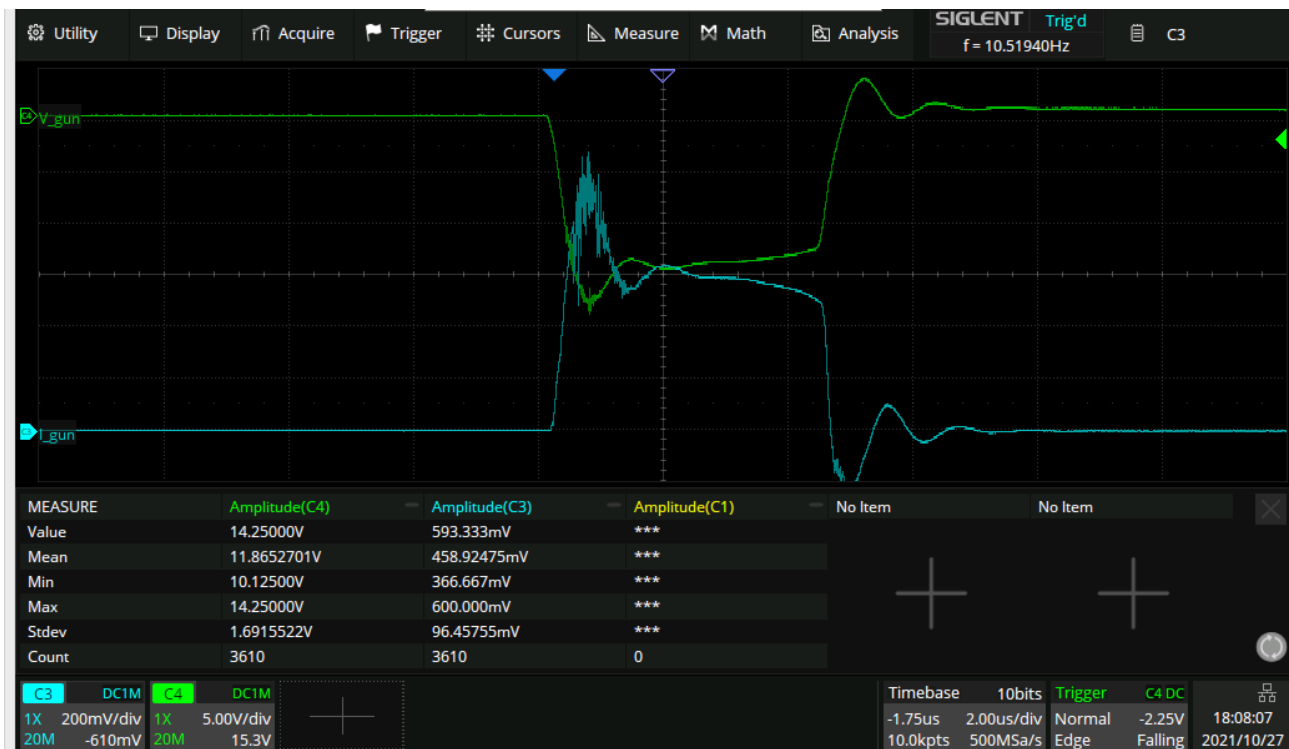 Utility Display Acquire Trigger Cursors Measure Math Analysis SIGLENT Trig'd C3
f = 10.51940Hz
C4 V_gun
C3 I_gun
MEASURE Amplitude(C4) Amplitude(C3) Amplitude(C1) No Item No Item
Value 14.25000V 593.333mV ***
Mean 11.8652701V 458.92475mV ***
Min 10.12500V 366.667mV ***
Max 14.25000V 600.000mV ***
Stdev 1.6915522V 96.45755mV ***
Count 3610 3610 0
C3 DC1M C4 DC1M Timebase 10bits Trigger C4 DC
1X 200mV/div 1X 5.00V/div -1.75us 2.00us/div Normal -2.25V 18:08:07
20M -610mV 20M 15.3V 10.0kpts 500MSa/s Edge Falling 2021/10/27